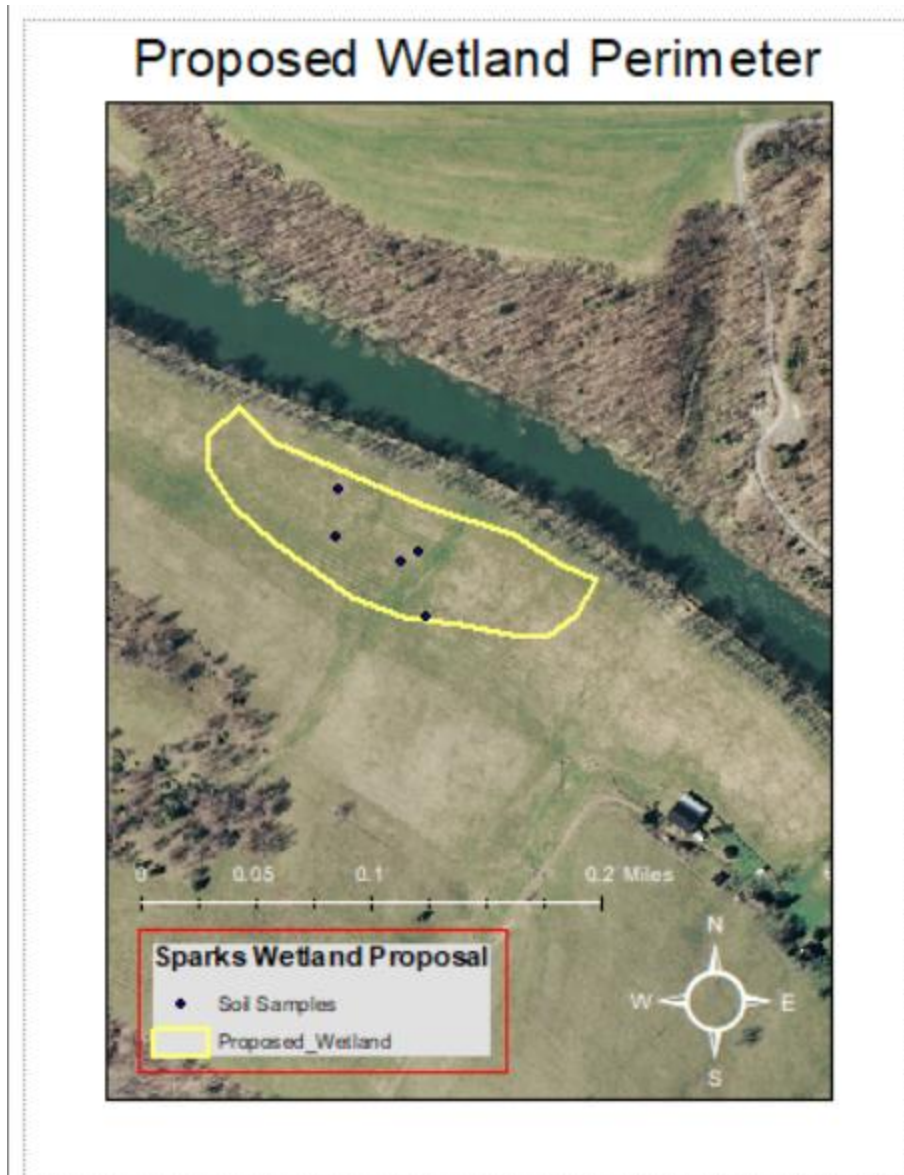 Proposed Wetland Perimeter
0 0.05 0.1 0.2 Miles
N
W E
S
Sparks Wetland Proposal
Soil Samples
Proposed_Wetland